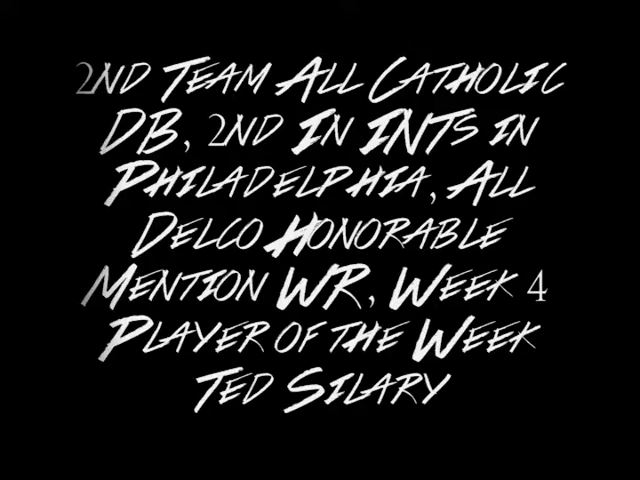 2nd Team All Catholic
DB, 2nd In INTs in
Philadelphia, All
Delco Honorable
Mention WR, Week 4
Player of the Week
Ted Silary